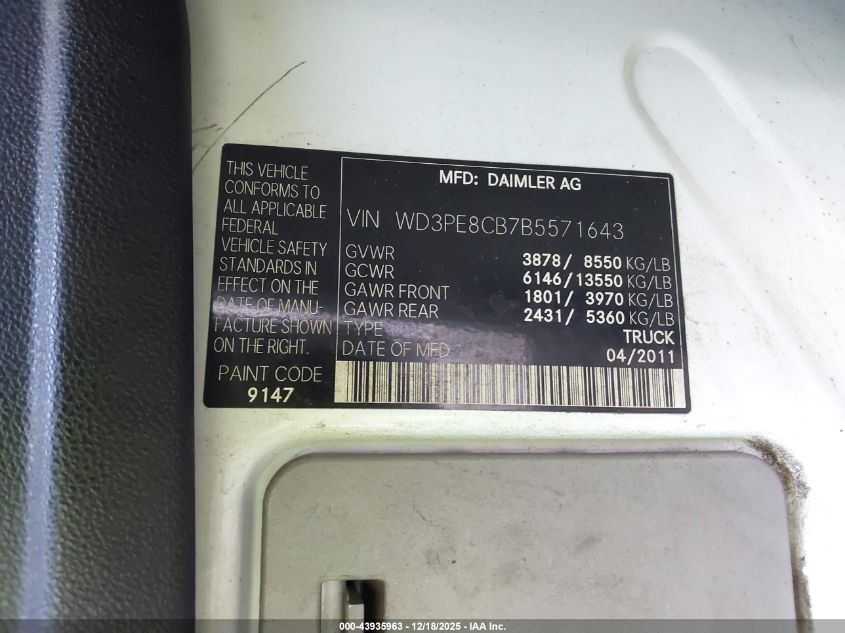 THIS VEHICLE
CONFORMS TO
ALL APPLICABLE
FEDERAL
VEHICLE SAFETY
STANDARDS IN
EFFECT ON THE
DATE OF MANU-
FACTURE SHOWN
ON THE RIGHT.
PAINT CODE
9147
MFD: DAIMLER AG
VIN WD3PE8CB7B5571643
GVWR 3878/ 8550 KG/LB
GCWR 6146/13550 KG/LB
GAWR FRONT 1801/ 3970 KG/LB
GAWR REAR 2431/ 5360 KG/LB
TYPE TRUCK
DATE OF MFD 04/2011
000-43935963 - 12/18/2025 - IAA Inc.